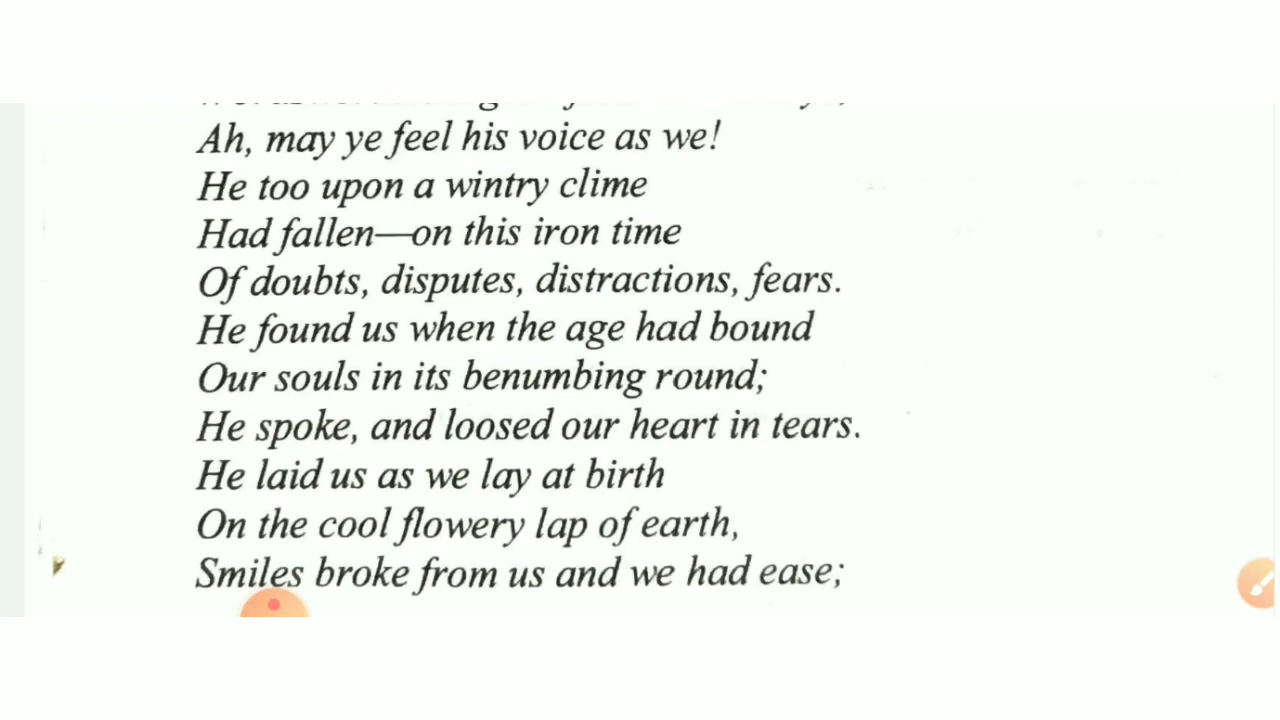 Ah, may ye feel his voice as we!
He too upon a wintry clime
Had fallen—on this iron time
Of doubts, disputes, distractions, fears.
He found us when the age had bound
Our souls in its benumbing round;
He spoke, and loosed our heart in tears.
He laid us as we lay at birth
On the cool flowery lap of earth,
Smiles broke from us and we had ease;